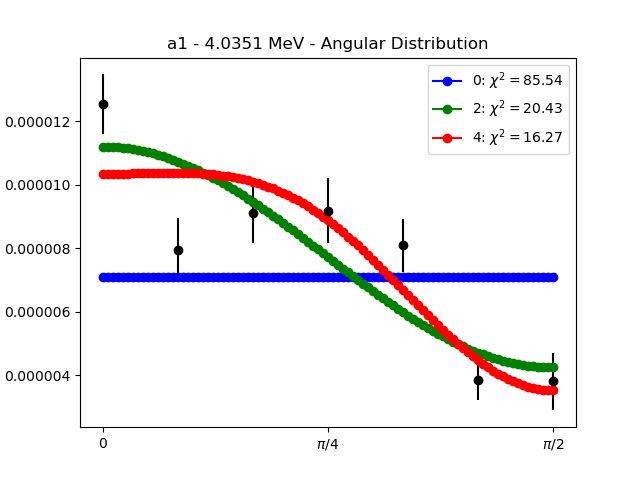 a1 - 4.0351 MeV - Angular Distribution
0: χ² = 85.54
2: χ² = 20.43
4: χ² = 16.27
0.000012
0.000010
0.000008
0.000006
0.000004
0
π/4
π/2